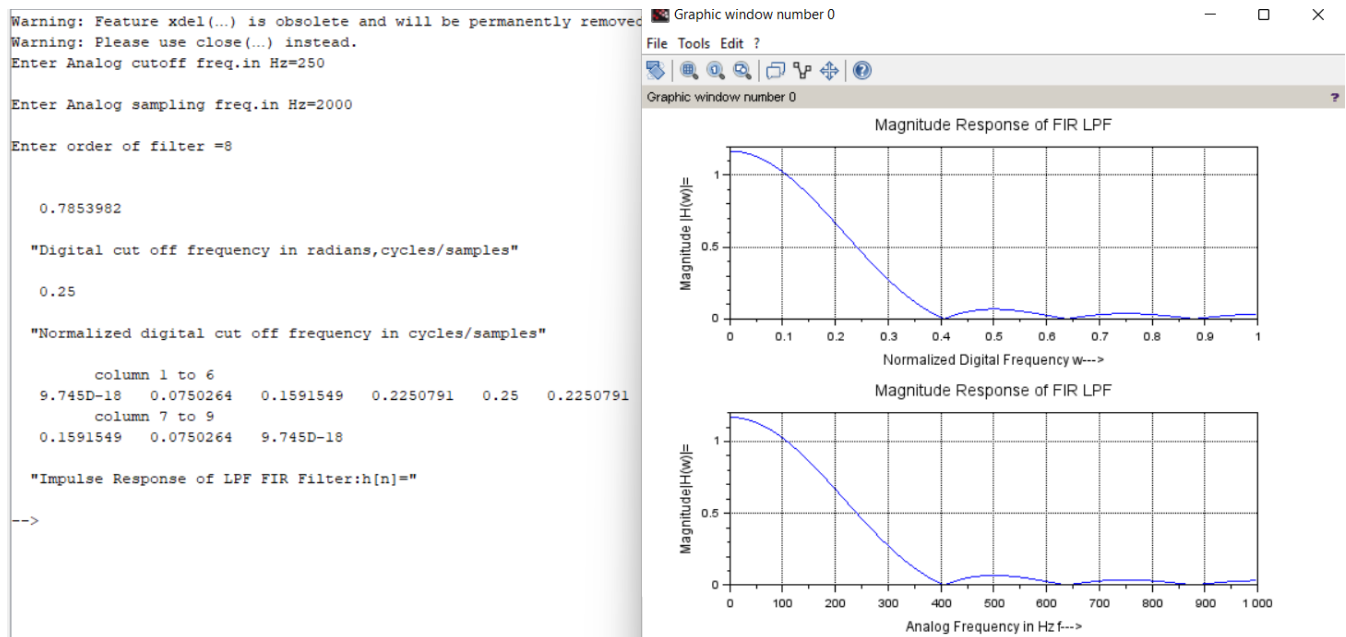 Warning: Feature xdel(...) is obsolete and will be permanently removed
Warning: Please use close(...) instead.
Enter Analog cutoff freq.in Hz=250
Enter Analog sampling freq.in Hz=2000
Enter order of filter =8
0.7853982
"Digital cut off frequency in radians,cycles/samples"
0.25
"Normalized digital cut off frequency in cycles/samples"
column 1 to 6
9.745D-18 0.0750264 0.1591549 0.2250791 0.25 0.2250791
column 7 to 9
0.1591549 0.0750264 9.745D-18
"Impulse Response of LPF FIR Filter:h[n]="
-->
Graphic window number 0
File Tools Edit ?
Graphic window number 0 ?
Magnitude Response of FIR LPF
Magnitude |H(w)|=
1
0.5
0
0 0.1 0.2 0.3 0.4 0.5 0.6 0.7 0.8 0.9 1
Normalized Digital Frequency w--->
Magnitude Response of FIR LPF
Magnitude|H(w)|=
1
0.5
0
0 100 200 300 400 500 600 700 800 900 1 000
Analog Frequency in Hz f--->